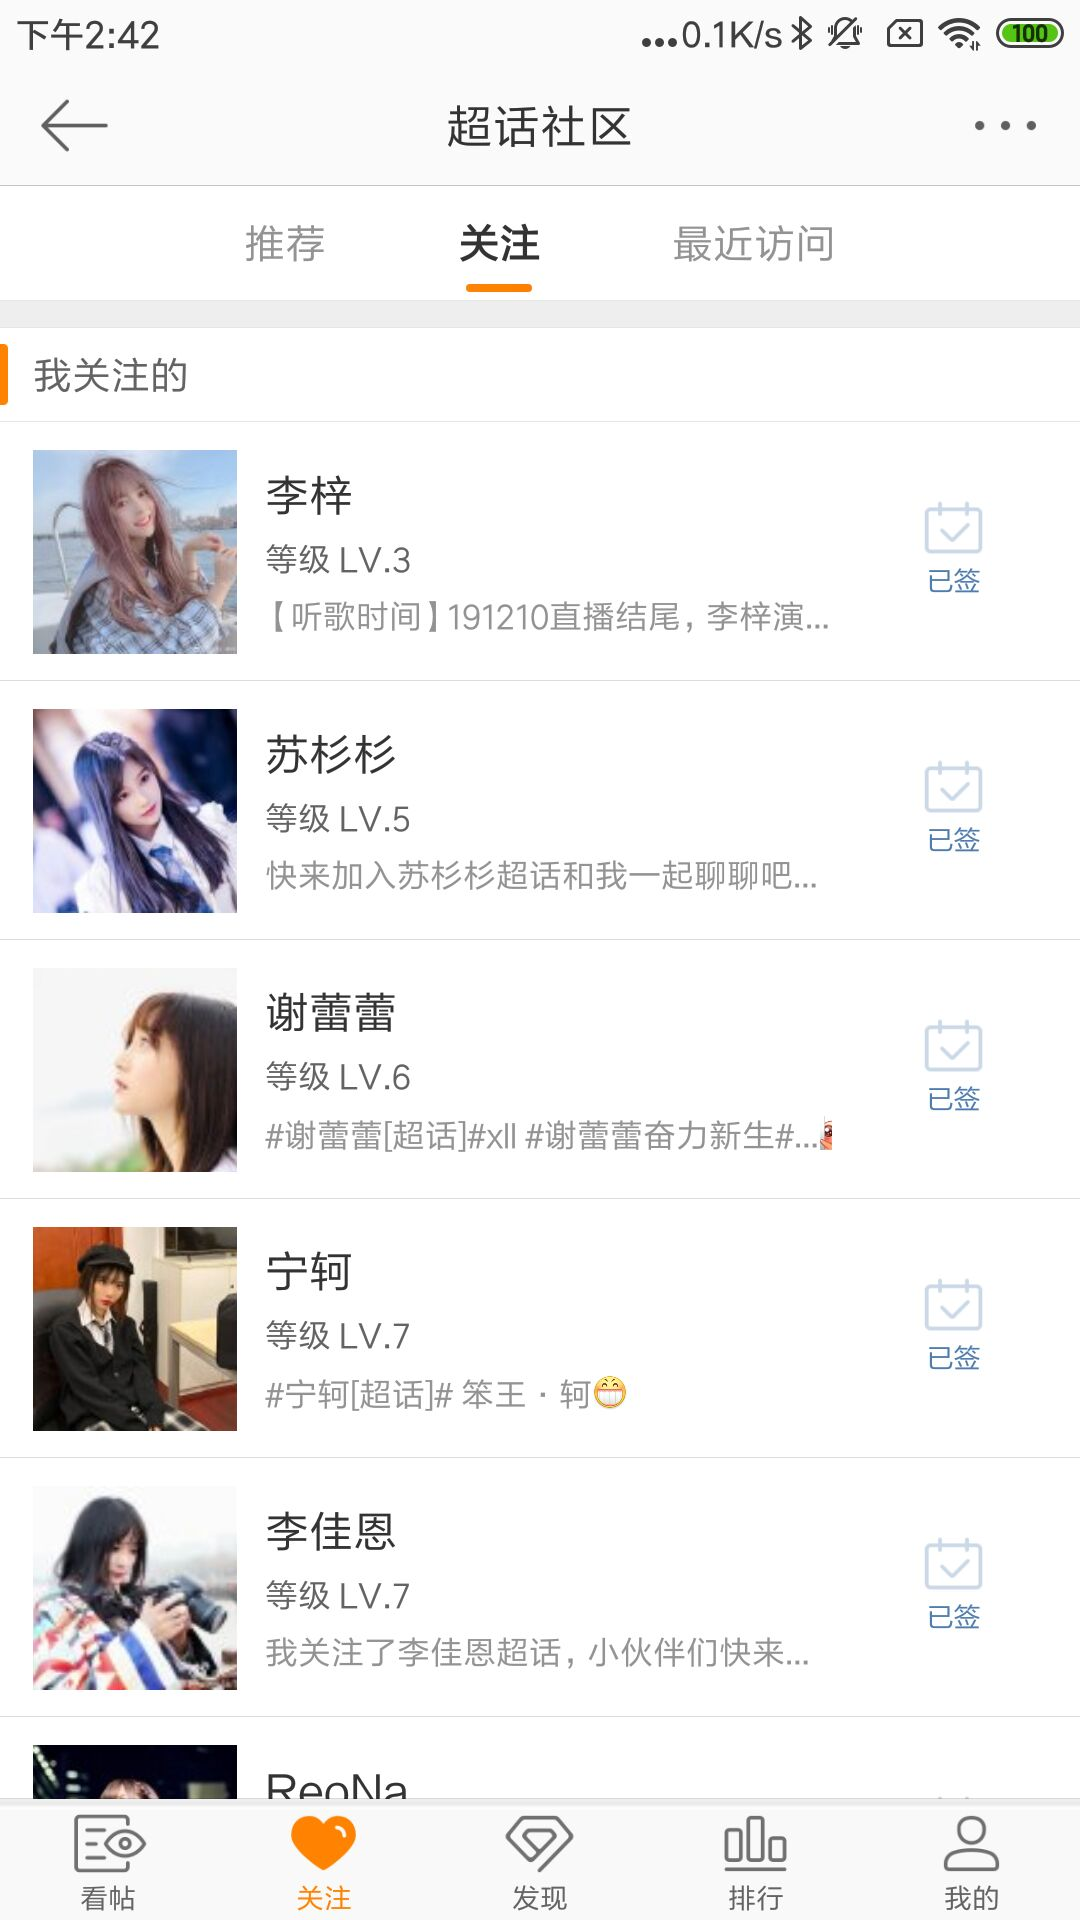 下午2:42
...0.1K/s
100
超话社区
推荐 关注 最近访问
我关注的
李梓
等级 LV.3
【听歌时间】191210直播结尾，李梓演...
已签
苏杉杉
等级 LV.5
快来加入苏杉杉超话和我一起聊聊吧...
已签
谢蕾蕾
等级 LV.6
#谢蕾蕾[超话]#xll #谢蕾蕾奋力新生#...
已签
宁轲
等级 LV.7
#宁轲[超话]# 笨王·轲😁
已签
李佳恩
等级 LV.7
我关注了李佳恩超话，小伙伴们快来...
已签
ReoNa
看帖 关注 发现 排行 我的